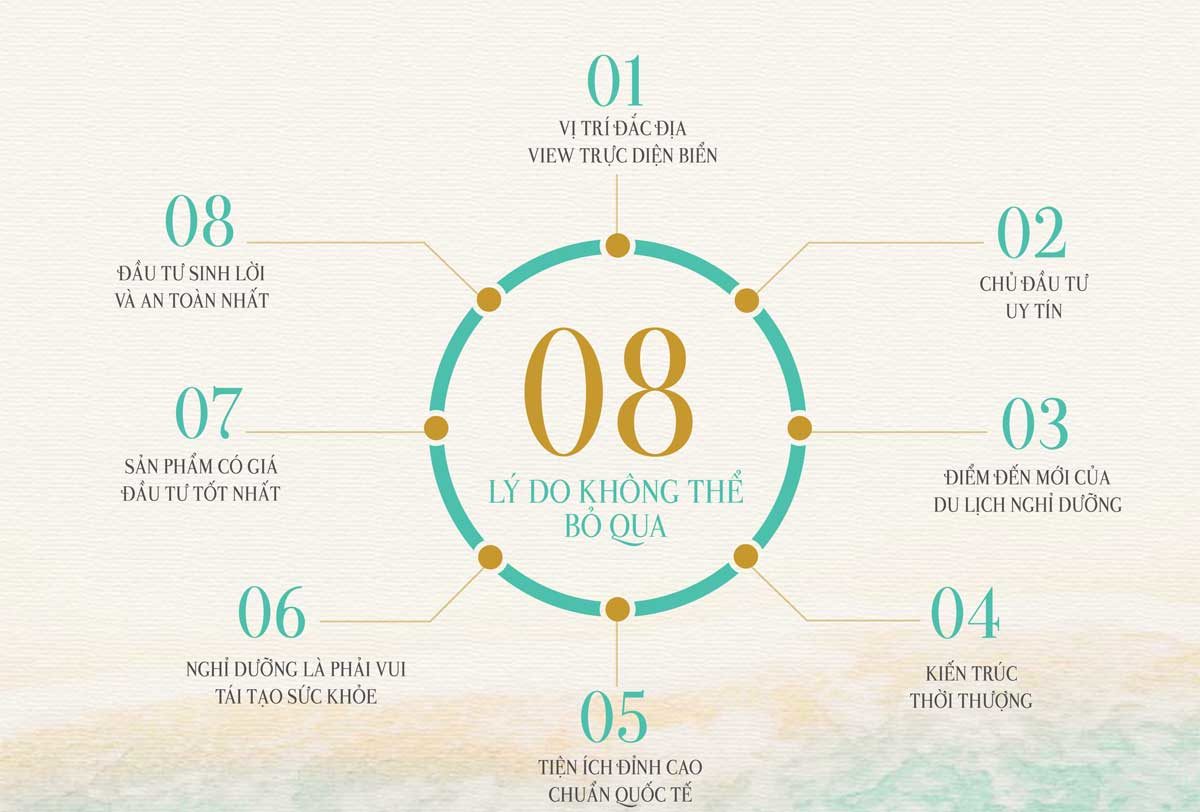 01
VỊ TRÍ ĐẮC ĐỊA
VIEW TRỰC DIỆN BIỂN
02
CHỦ ĐẦU TƯ
UY TÍN
03
ĐIỂM ĐẾN MỚI CỦA
DU LỊCH NGHỈ DƯỠNG
04
KIẾN TRÚC
THỜI THƯỢNG
05
TIỆN ÍCH ĐỈNH CAO
CHUẨN QUỐC TẾ
06
NGHỈ DƯỠNG LÀ PHẢI VUI
TÁI TẠO SỨC KHỎE
07
SẢN PHẨM CÓ GIÁ
ĐẦU TƯ TỐT NHẤT
08
ĐẦU TƯ SINH LỜI
VÀ AN TOÀN NHẤT
08
LÝ DO KHÔNG THỂ
BỎ QUA